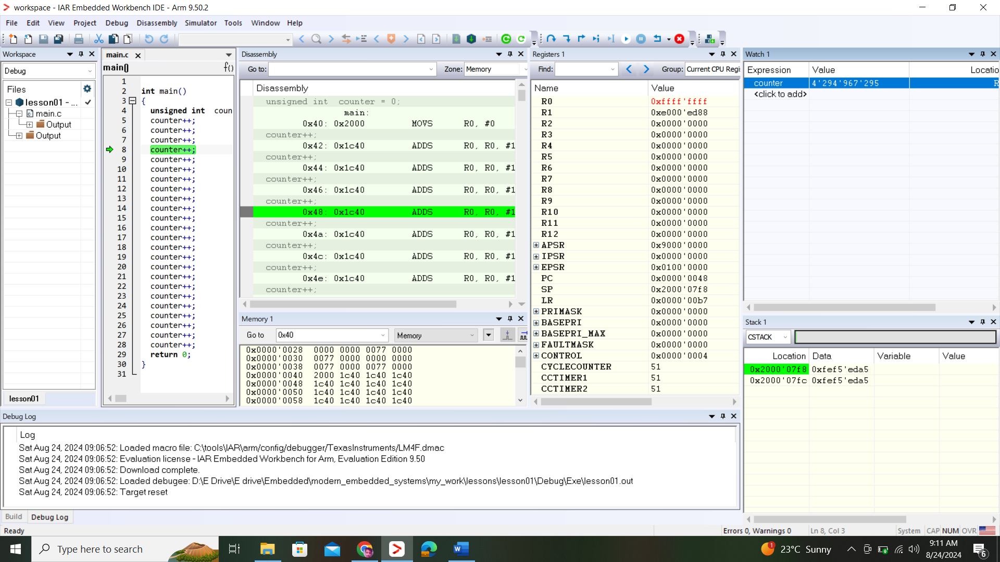 workspace - IAR Embedded Workbench IDE - Arm 9.50.2
File Edit View Project Debug Disassembly Simulator Tools Window Help
Workspace
Debug
Files
lesson01 - ...
main.c
Output
Output
lesson01
main.c
main()
f()
1
2 int main()
3 {
4 unsigned int coun
5 counter++;
6 counter++;
7 counter++;
8 counter++;
9 counter++;
10 counter++;
11 counter++;
12 counter++;
13 counter++;
14 counter++;
15 counter++;
16 counter++;
17 counter++;
18 counter++;
19 counter++;
20 counter++;
21 counter++;
22 counter++;
23 counter++;
24 counter++;
25 counter++;
26 counter++;
27 counter++;
28 counter++;
29 return 0;
30 }
31
Disassembly
Go to: Zone: Memory
Disassembly
unsigned int counter = 0;
main:
0x40: 0x2000 MOVS R0, #0
counter++;
0x42: 0x1c40 ADDS R0, R0, #1
counter++;
0x44: 0x1c40 ADDS R0, R0, #1
counter++;
0x46: 0x1c40 ADDS R0, R0, #1
counter++;
0x48: 0x1c40 ADDS R0, R0, #1
counter++;
0x4a: 0x1c40 ADDS R0, R0, #1
counter++;
0x4c: 0x1c40 ADDS R0, R0, #1
counter++;
0x4e: 0x1c40 ADDS R0, R0, #1
counter++;
Memory 1
Go to 0x40 Memory
0x0000'0028 0000 0000 0077 0000
0x0000'0030 0077 0000 0000 0000
0x0000'0038 0077 0000 0077 0000
0x0000'0040 2000 1c40 1c40 1c40
0x0000'0048 1c40 1c40 1c40 1c40
0x0000'0050 1c40 1c40 1c40 1c40
0x0000'0058 1c40 1c40 1c40 1c40
Registers 1
Find: Group: Current CPU Regi
Name Value
R0 0xffff'ffff
R1 0xe000'ed88
R2 0x0000'0000
R3 0x0000'0000
R4 0x0000'0000
R5 0x0000'0000
R6 0x0000'0000
R7 0x0000'0000
R8 0x0000'0000
R9 0x0000'0000
R10 0x0000'0000
R11 0x0000'0000
R12 0x0000'0000
APSR 0x9000'0000
IPSR 0x0000'0000
EPSR 0x0100'0000
PC 0x0000'0048
SP 0x2000'07f8
LR 0x0000'00b7
PRIMASK 0x0000'0000
BASEPRI 0x0000'0000
BASEPRI_MAX 0x0000'0000
FAULTMASK 0x0000'0000
CONTROL 0x0000'0004
CYCLECOUNTER 51
CCTIMER1 51
CCTIMER2 51
Watch 1
Expression Value Locatio
counter 4'294'967'295 R
<click to add>
Stack 1
CSTACK
Location Data Variable Value
0x2000'07f8 0xfef5'eda5
0x2000'07fc 0xfef5'eda5
Debug Log
Log
Sat Aug 24, 2024 09:06:52: Loaded macro file: C:\tools\IAR\arm/config/debugger/TexasInstruments/LM4F.dmac
Sat Aug 24, 2024 09:06:52: Evaluation license - IAR Embedded Workbench for Arm, Evaluation Edition 9.50
Sat Aug 24, 2024 09:06:52: Download complete.
Sat Aug 24, 2024 09:06:52: Loaded debugee: D:\E Drive\E drive\Embedded\modern_embedded_systems\my_work\lessons\lesson01\Debug\Exe\lesson01.out
Sat Aug 24, 2024 09:06:52: Target reset
Build Debug Log
Ready Errors 0, Warnings 0 Ln 8, Col 3 System CAP NUM OVR
Type here to search
1 23°C Sunny
9:11 AM
8/24/2024
6